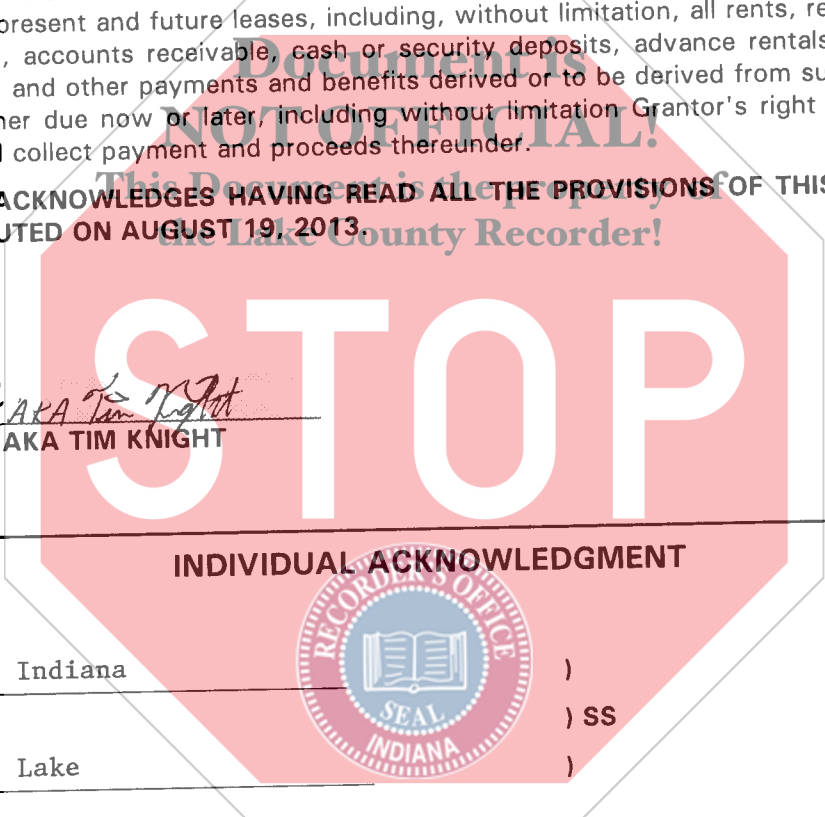 present and future leases, including, without limitation, all rents, re
, accounts receivable, cash or security deposits, advance rentals
and other payments and benefits derived or to be derived from su
her due now or later, including without limitation Grantor's right
collect payment and proceeds thereunder.
ACKNOWLEDGES HAVING READ ALL THE PROVISIONS OF THIS
UTED ON AUGUST 19, 2013.
Document is
NOT OFFICIAL!
This Document is the property of
the Lake County Recorder!
STOP
AKA Tim Knight
AKA TIM KNIGHT
INDIVIDUAL ACKNOWLEDGMENT
RECORDER'S OFFICE
SEAL
INDIANA
Indiana )
) SS
Lake )